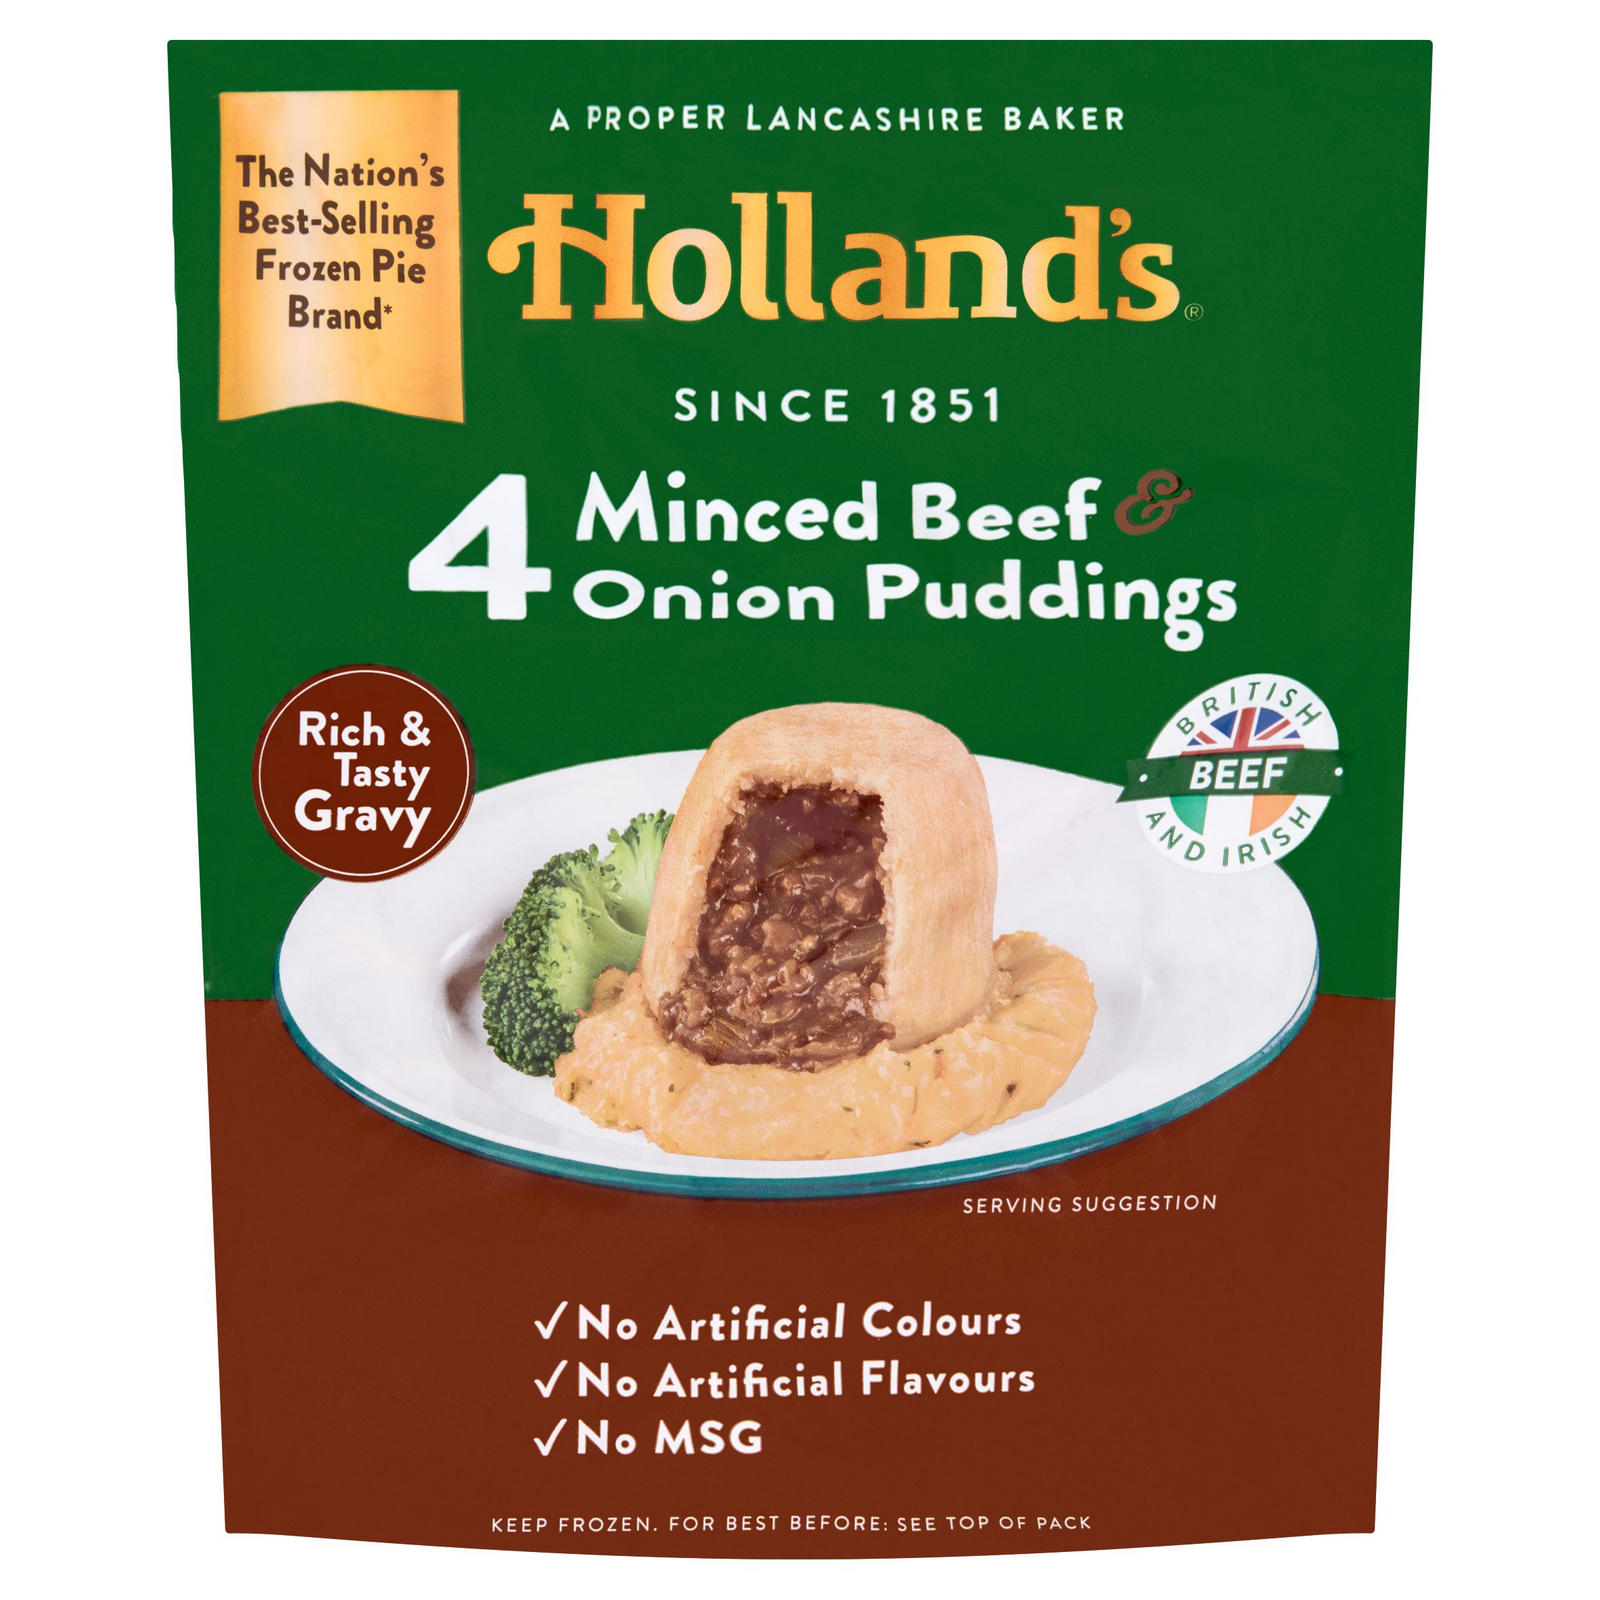 A PROPER LANCASHIRE BAKER
The Nation's
Best-Selling
Frozen Pie
Brand*
Holland's®
SINCE 1851
4 Minced Beef &
Onion Puddings
Rich &
Tasty
Gravy
BRITISH
BEEF
AND IRISH
SERVING SUGGESTION
✓No Artificial Colours
✓No Artificial Flavours
✓No MSG
KEEP FROZEN. FOR BEST BEFORE: SEE TOP OF PACK